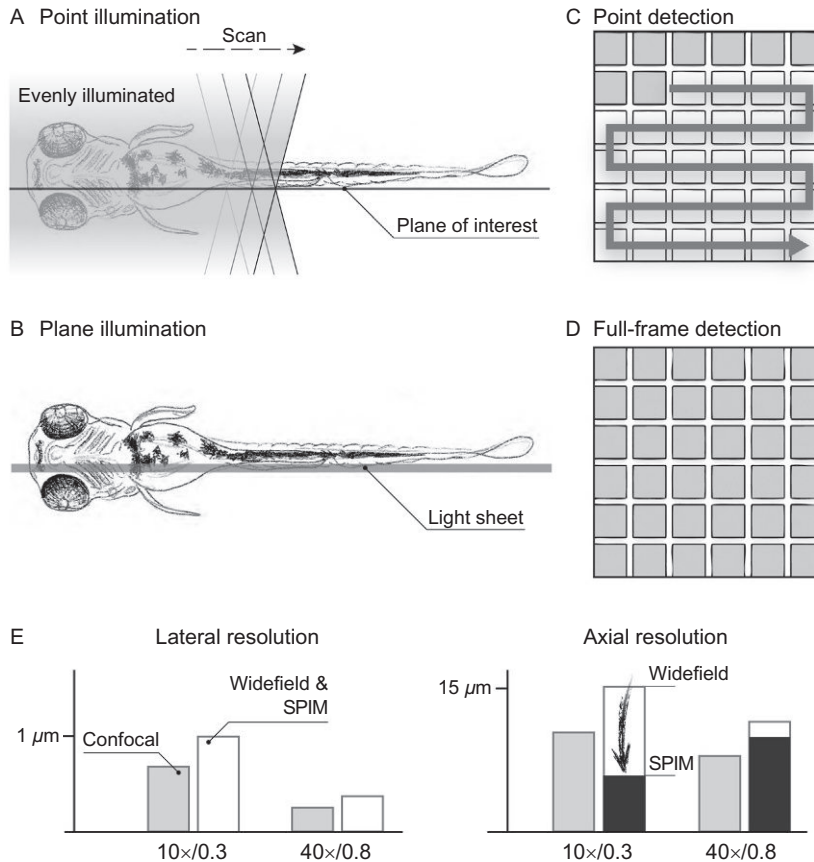 A Point illumination
Scan
Evenly illuminated
Plane of interest
B Plane illumination
Light sheet
C Point detection
D Full-frame detection
E
Lateral resolution
1 µm
Confocal
Widefield &
SPIM
10×/0.3
40×/0.8
Axial resolution
15 µm
Widefield
SPIM
10×/0.3
40×/0.8